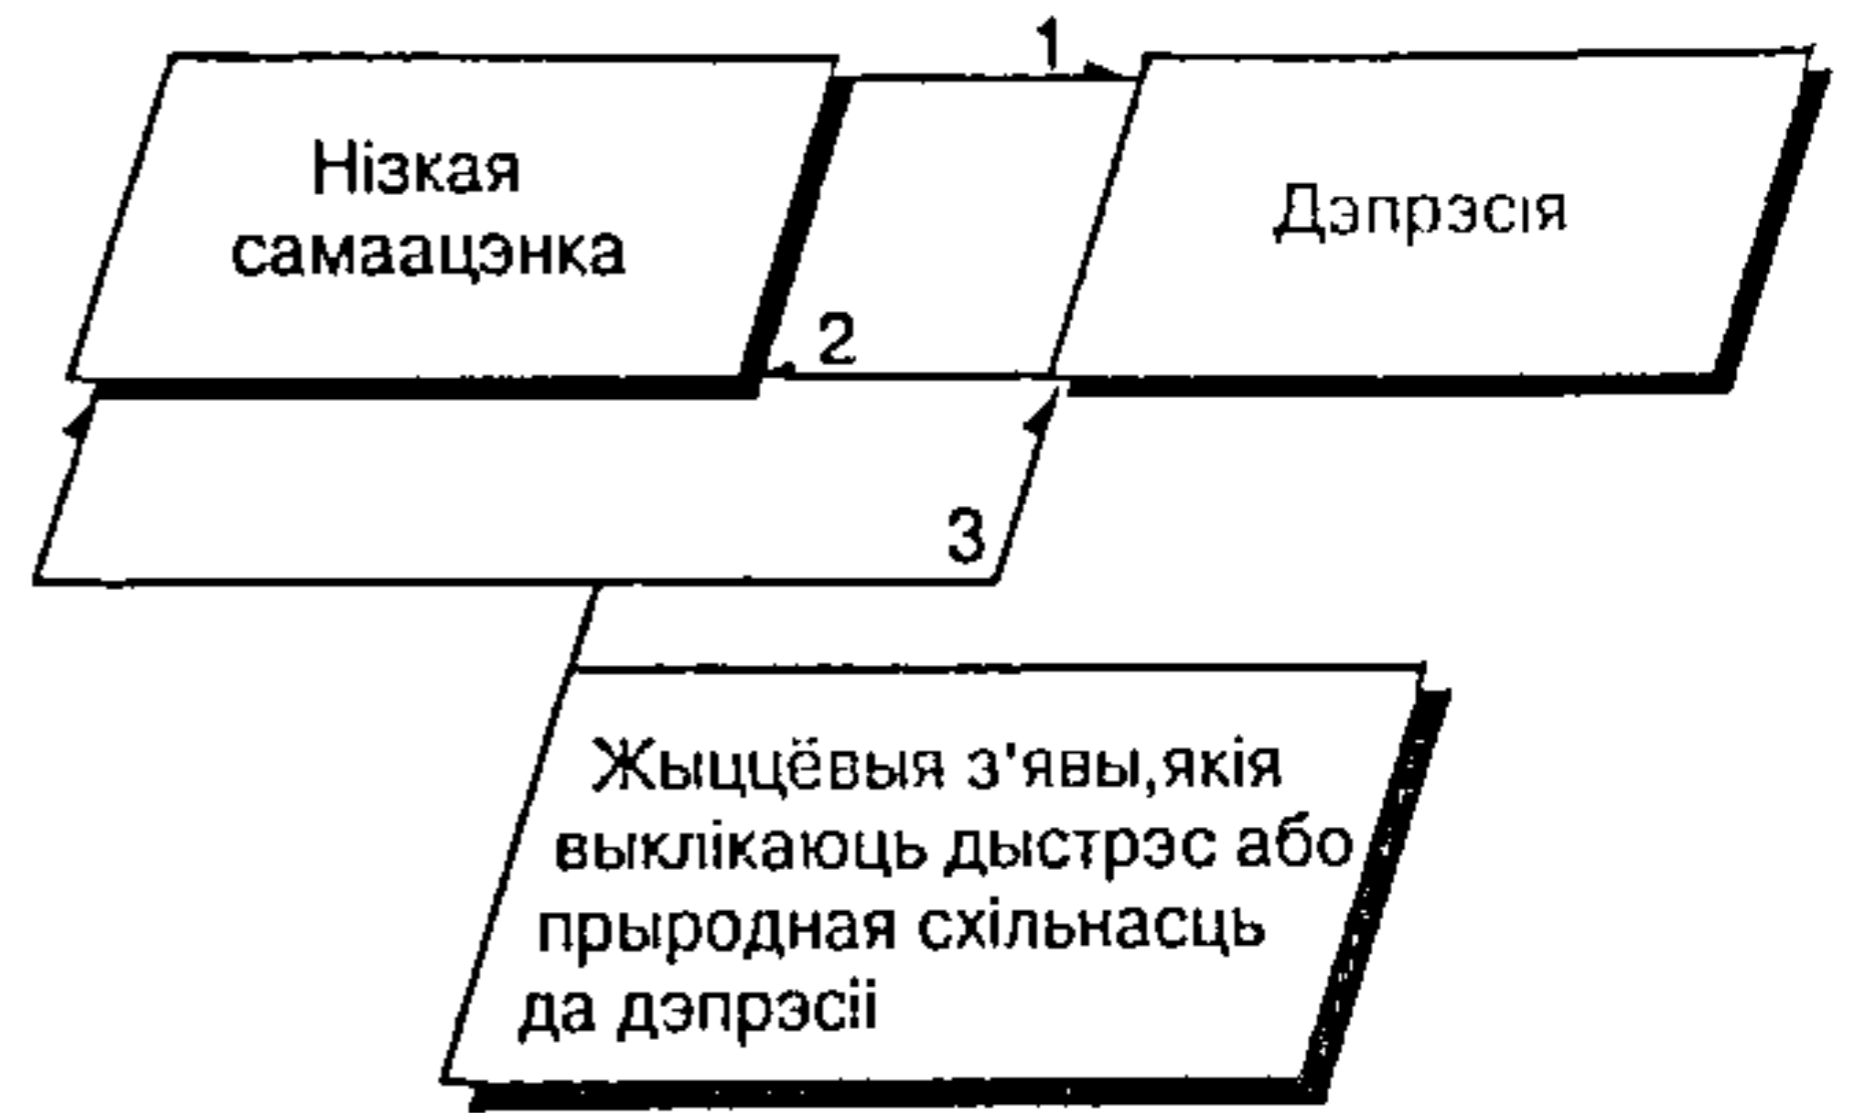 1
Нізкая
самаацэнка
Дэпрэсія
2
3
Жыццёвыя з'явы,якія
выклікаюць дыстрэс або
прыродная схільнасць
да дэпрэсіі